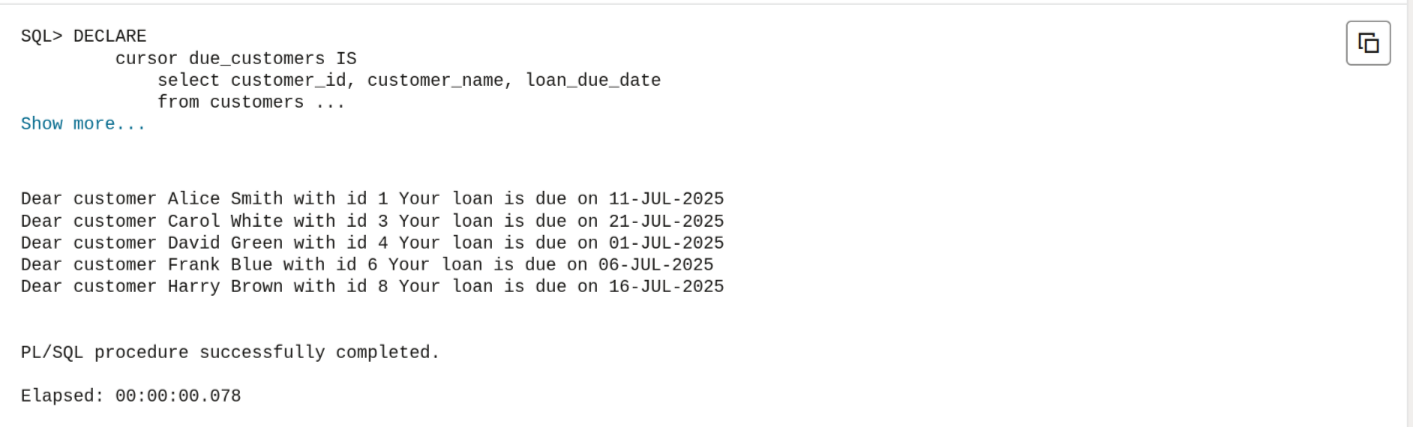 SQL> DECLARE
cursor due_customers IS
select customer_id, customer_name, loan_due_date
from customers ...
Show more...
Dear customer Alice Smith with id 1 Your loan is due on 11-JUL-2025
Dear customer Carol White with id 3 Your loan is due on 21-JUL-2025
Dear customer David Green with id 4 Your loan is due on 01-JUL-2025
Dear customer Frank Blue with id 6 Your loan is due on 06-JUL-2025
Dear customer Harry Brown with id 8 Your loan is due on 16-JUL-2025
PL/SQL procedure successfully completed.
Elapsed: 00:00:00.078